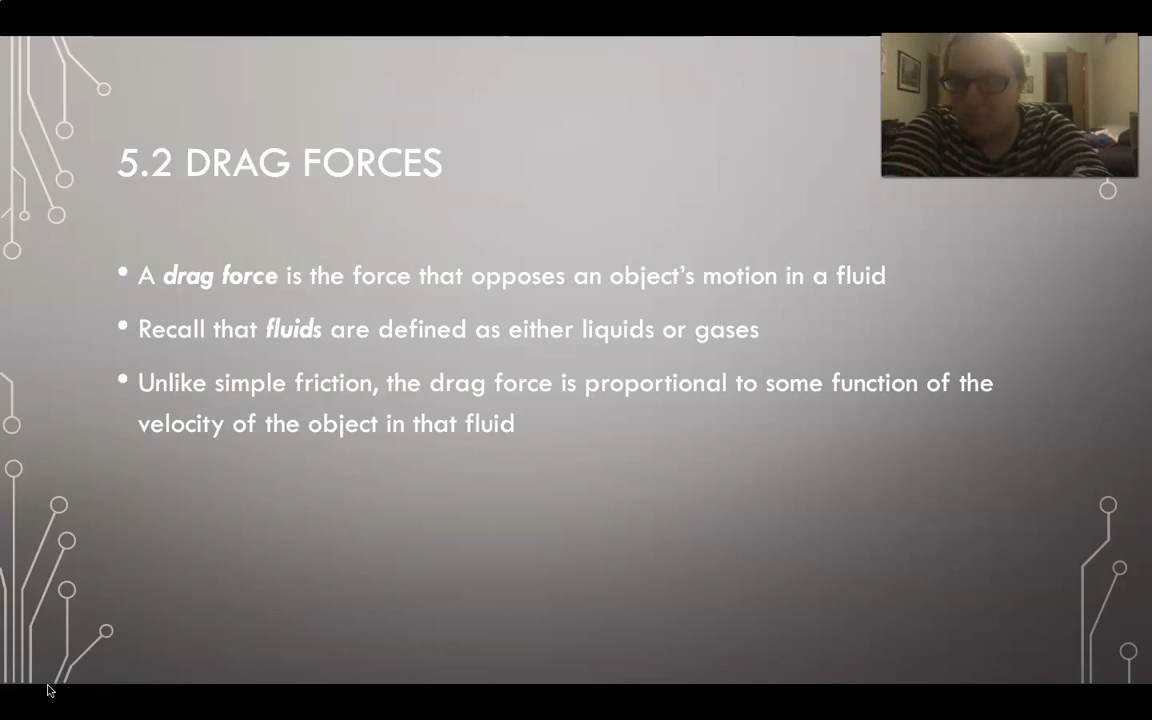 5.2 DRAG FORCES
• A drag force is the force that opposes an object’s motion in a fluid
• Recall that fluids are defined as either liquids or gases
• Unlike simple friction, the drag force is proportional to some function of the
velocity of the object in that fluid